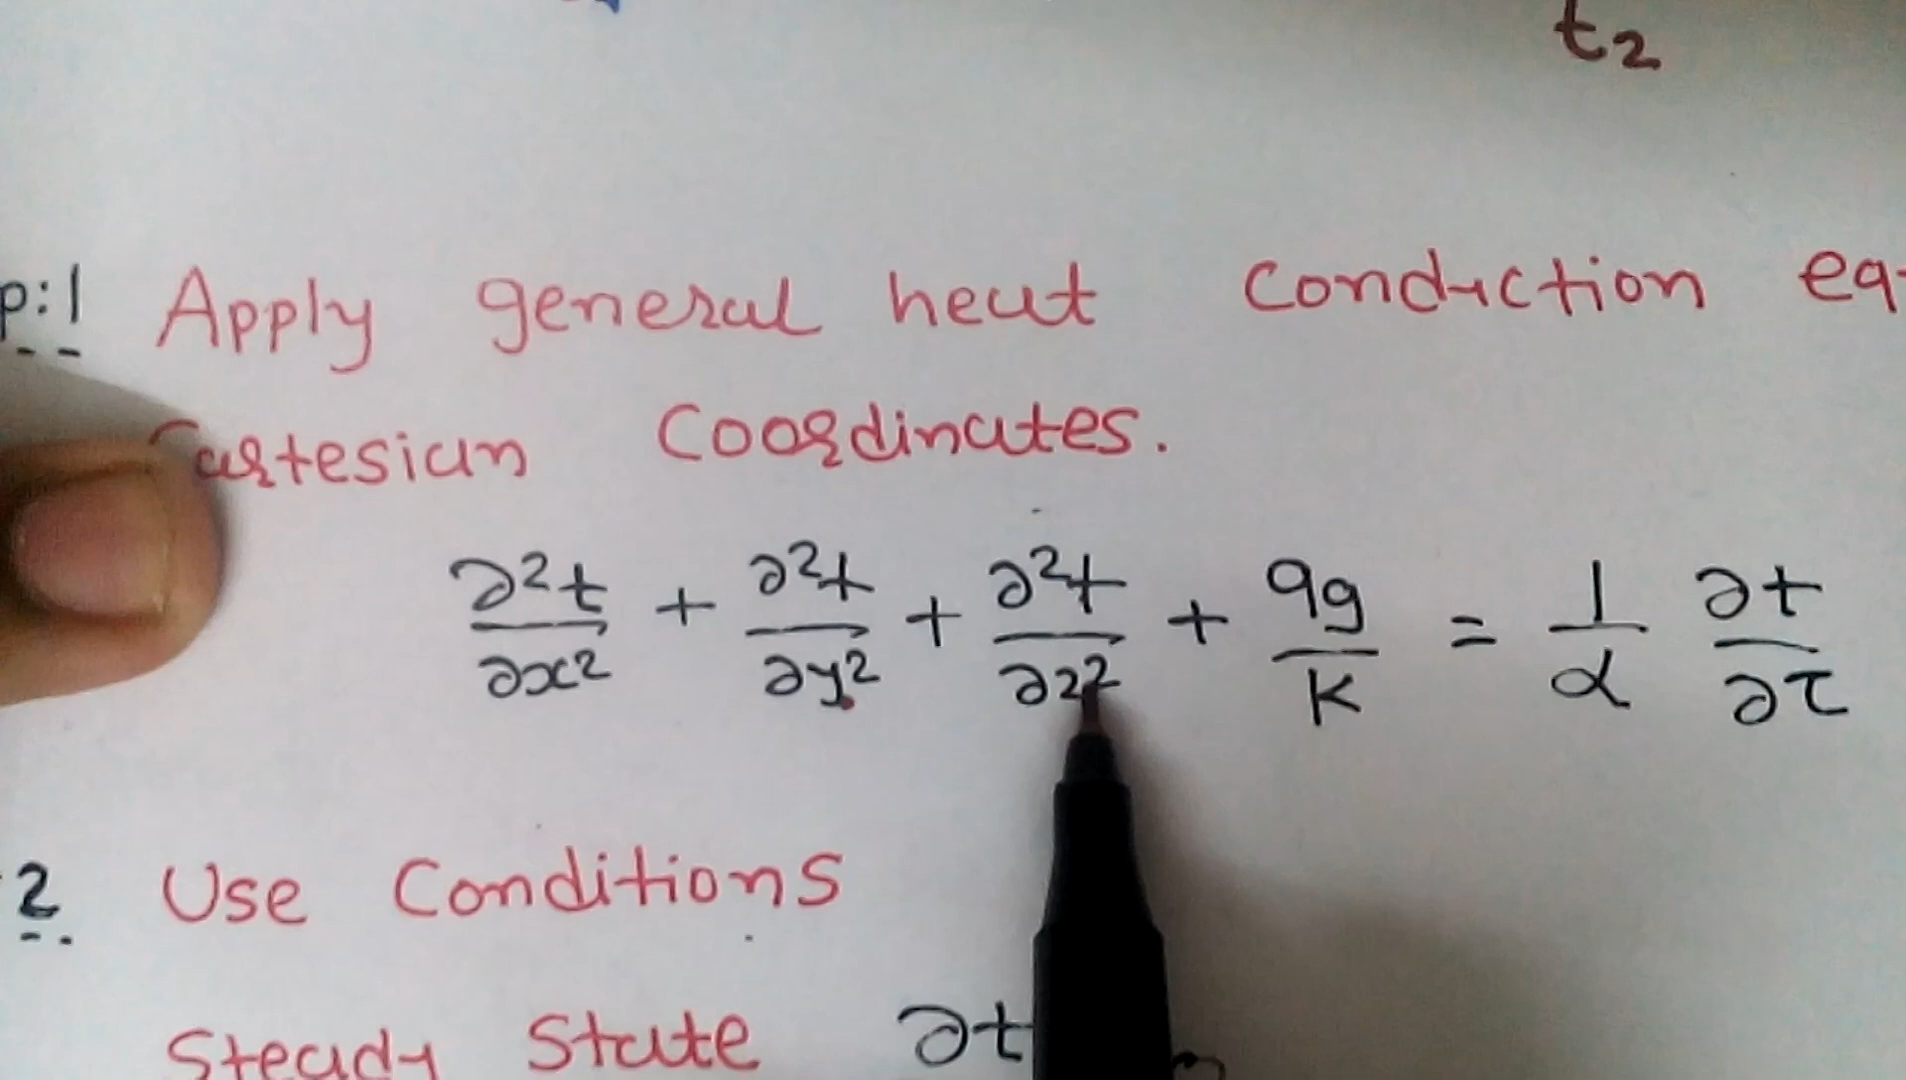 t₂
p:1 Apply general heat conduction eq
Cartesian Coordinates.
∂²t/∂x² + ∂²t/∂y² + ∂²t/∂z² + qg/K = 1/α ∂t/∂τ
2 Use Conditions
Steady State ∂t